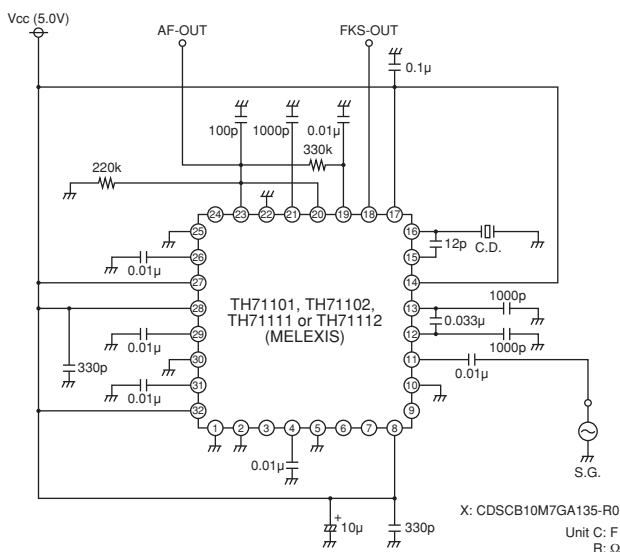 Vcc (5.0V)
AF-OUT
FKS-OUT
0.1μ
100p
1000p
0.01μ
330k
220k
24
23
22
21
20
19
18
17
25
16
12p
C.D.
26
15
0.01μ
27
14
TH71101, TH71102,
TH71111 or TH71112
(MELEXIS)
28
13
1000p
0.033μ
29
12
0.01μ
1000p
330p
30
11
0.01μ
31
10
0.01μ
32
9
1
2
3
4
5
6
7
8
0.01μ
S.G.
+
10μ
330p
X: CDSCB10M7GA135-R0
Unit C: F
R: Ω